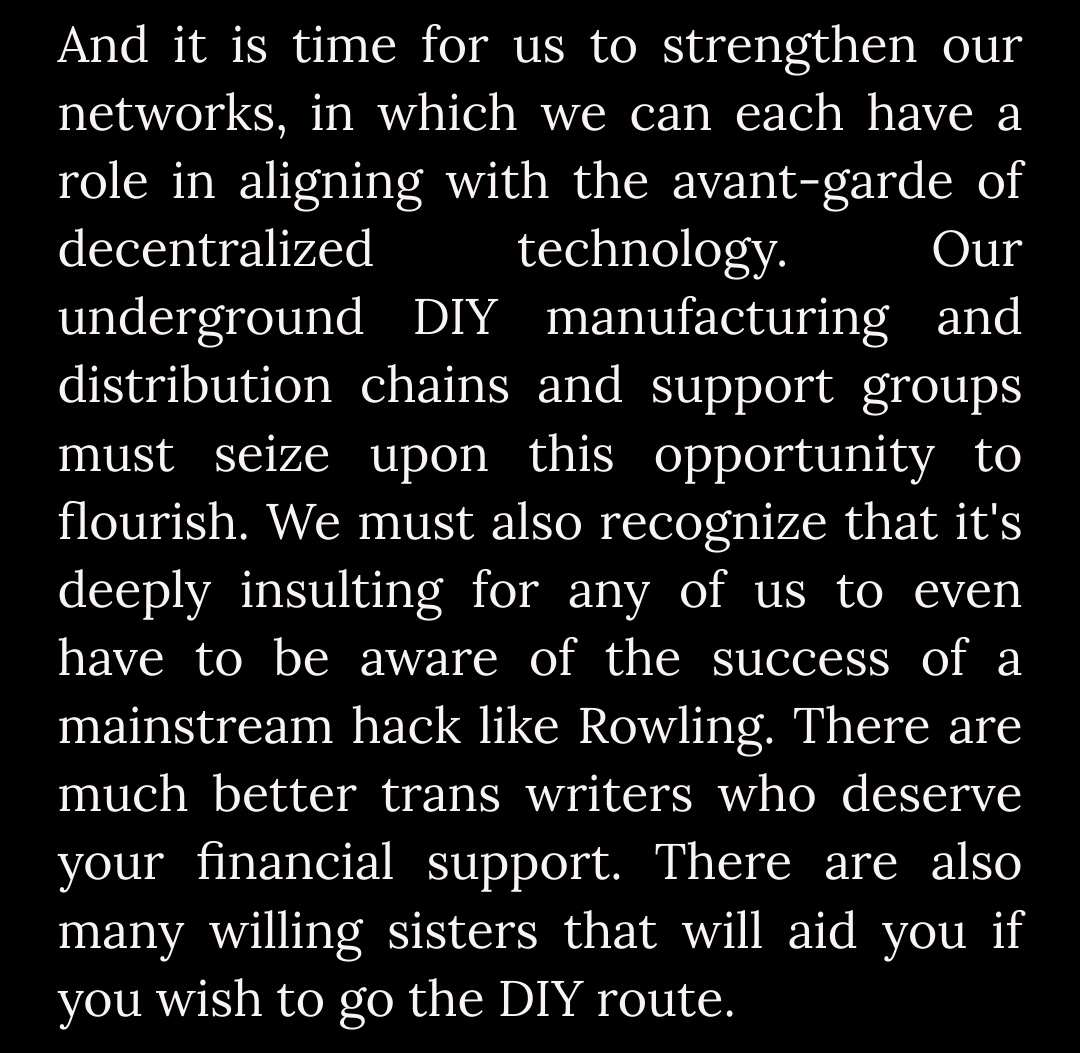 And it is time for us to strengthen our
networks, in which we can each have a
role in aligning with the avant-garde of
decentralized technology. Our
underground DIY manufacturing and
distribution chains and support groups
must seize upon this opportunity to
flourish. We must also recognize that it's
deeply insulting for any of us to even
have to be aware of the success of a
mainstream hack like Rowling. There are
much better trans writers who deserve
your financial support. There are also
many willing sisters that will aid you if
you wish to go the DIY route.